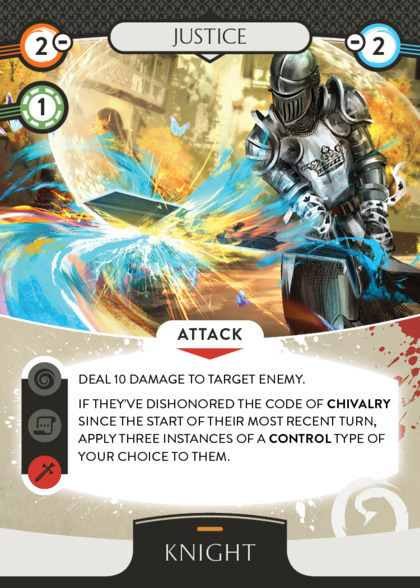 JUSTICE
2-
-2
1
ATTACK
DEAL 10 DAMAGE TO TARGET ENEMY.
IF THEY'VE DISHONORED THE CODE OF CHIVALRY
SINCE THE START OF THEIR MOST RECENT TURN,
APPLY THREE INSTANCES OF A CONTROL TYPE OF
YOUR CHOICE TO THEM.
KNIGHT